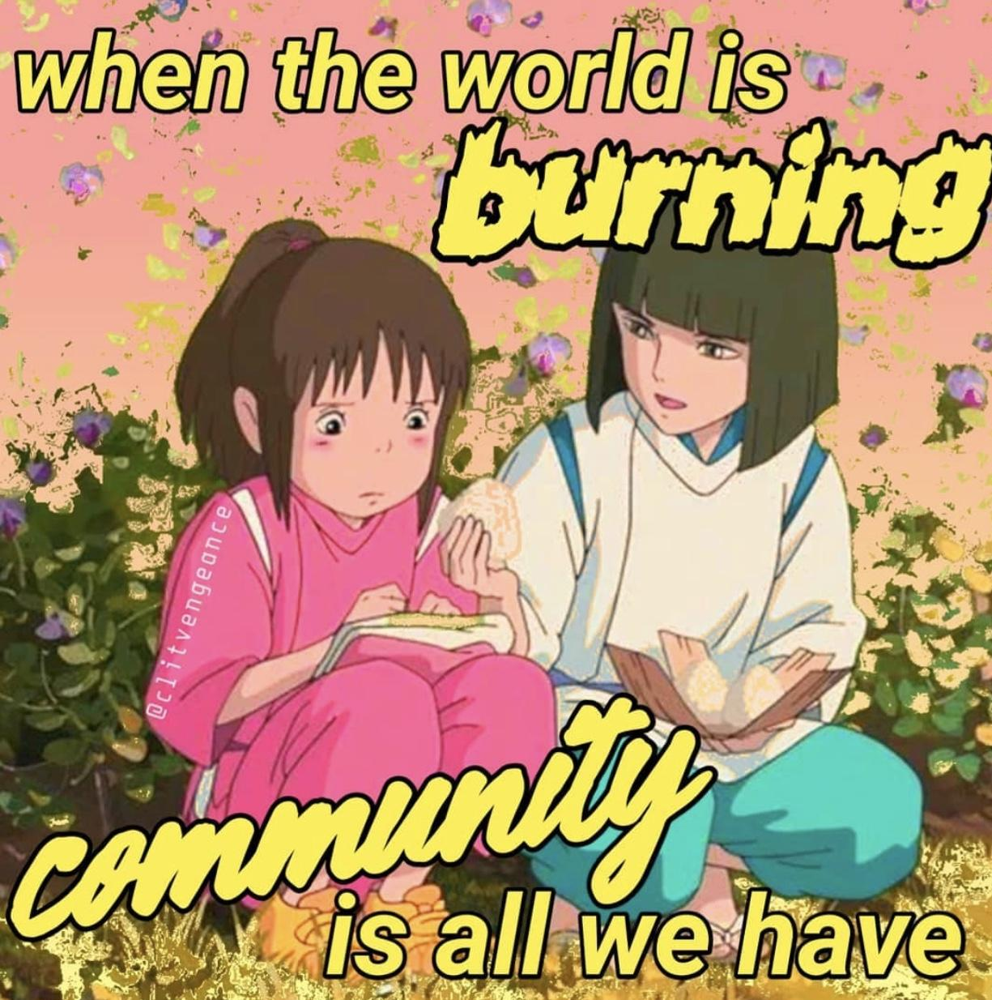 when the world is
burning
@clitvengeance
community
is all we have